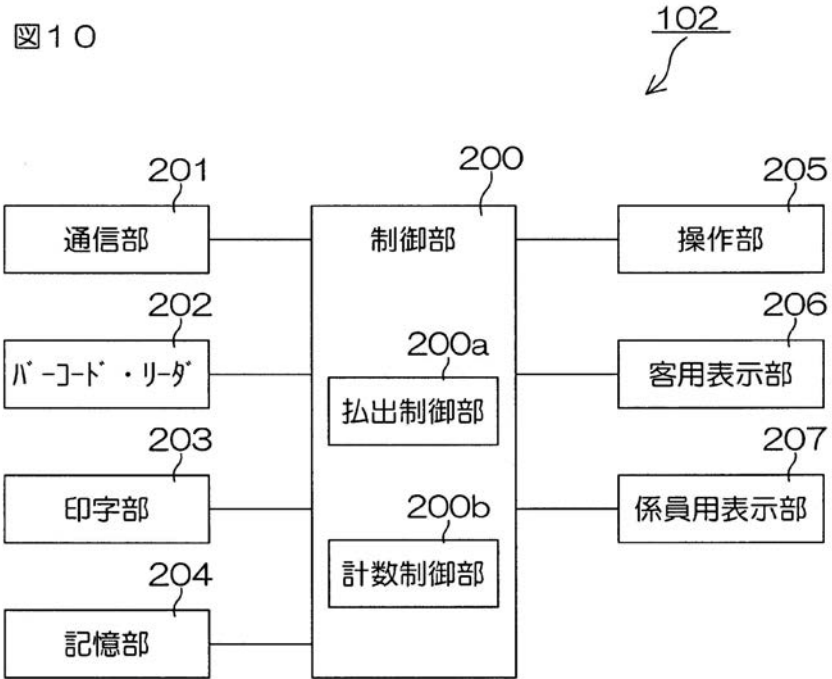 図10
102
201
通信部
202
バーコード・リーダ
203
印字部
204
記憶部
200
制御部
200a
払出制御部
200b
計数制御部
205
操作部
206
客用表示部
207
係員用表示部